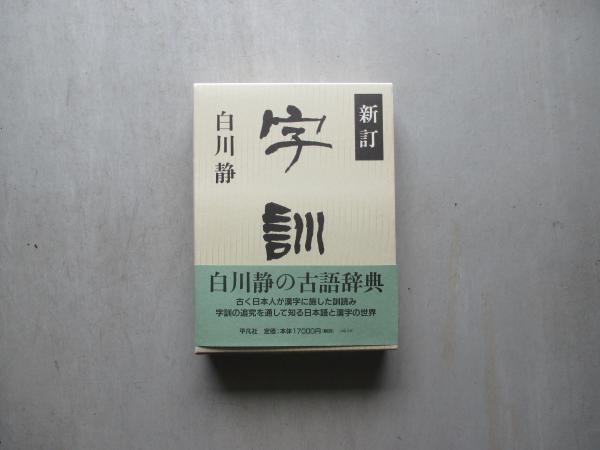 新訂
字訓
白川静
白川静の古語辞典
古く日本人が漢字に施した訓読み
字訓の追究を通して知る日本語と漢字の世界
平凡社 定価:本体17000円(税別)